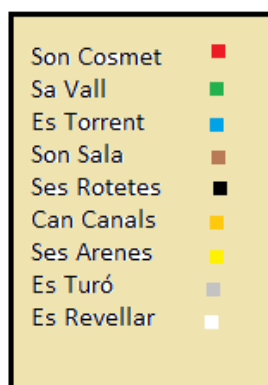 Son Cosmet
Sa Vall
Es Torrent
Son Sala
Ses Rotetes
Can Canals
Ses Arenes
Es Turó
Es Revellar